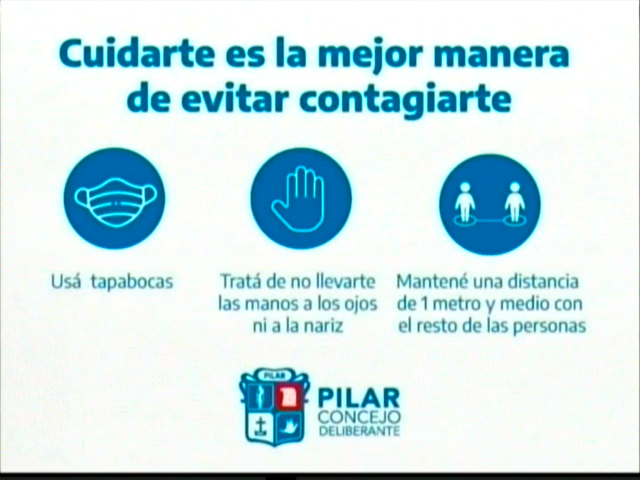 Cuidarte es la mejor manera
de evitar contagiarte
Usá tapabocas
Tratá de no llevarte
las manos a los ojos
ni a la nariz
Mantené una distancia
de 1 metro y medio con
el resto de las personas
PILAR
PILAR
CONCEJO
DELIBERANTE